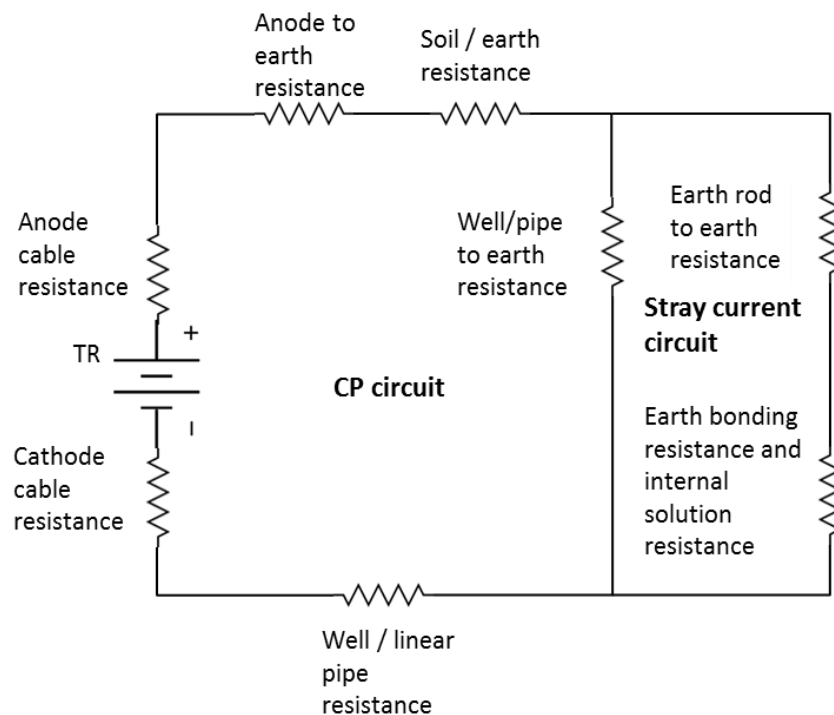 Anode to
earth
resistance
Soil / earth
resistance
Anode
cable
resistance
Well/pipe
to earth
resistance
Earth rod
to earth
resistance
Stray current
circuit
+
TR
CP circuit
-
Cathode
cable
resistance
Earth bonding
resistance and
internal
solution
resistance
Well / linear
pipe
resistance